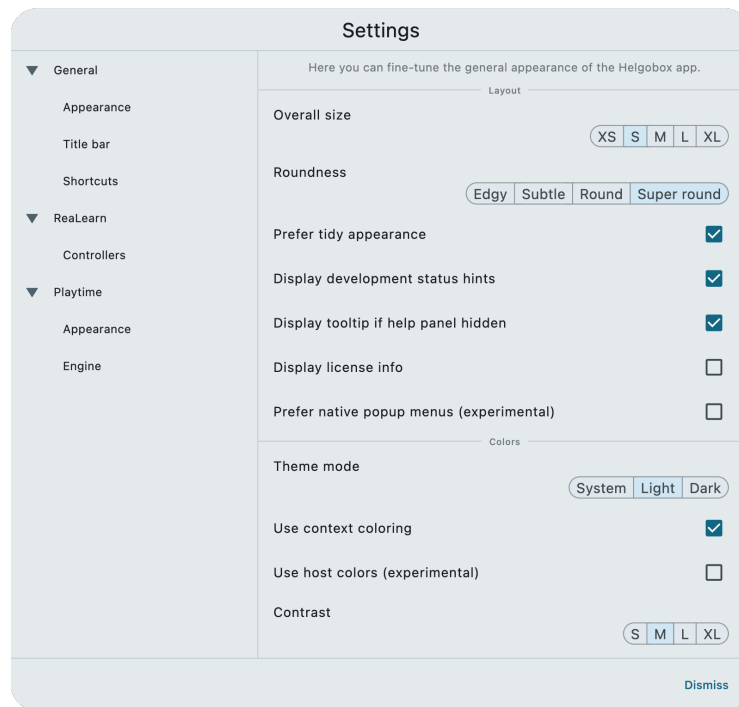 Settings
General
Appearance
Title bar
Shortcuts
ReaLearn
Controllers
Playtime
Appearance
Engine
Here you can fine-tune the general appearance of the Helgobox app.
Layout
Overall size
XS S M L XL
Roundness
Edgy Subtle Round Super round
Prefer tidy appearance
Display development status hints
Display tooltip if help panel hidden
Display license info
Prefer native popup menus (experimental)
Colors
Theme mode
System Light Dark
Use context coloring
Use host colors (experimental)
Contrast
S M L XL
Dismiss